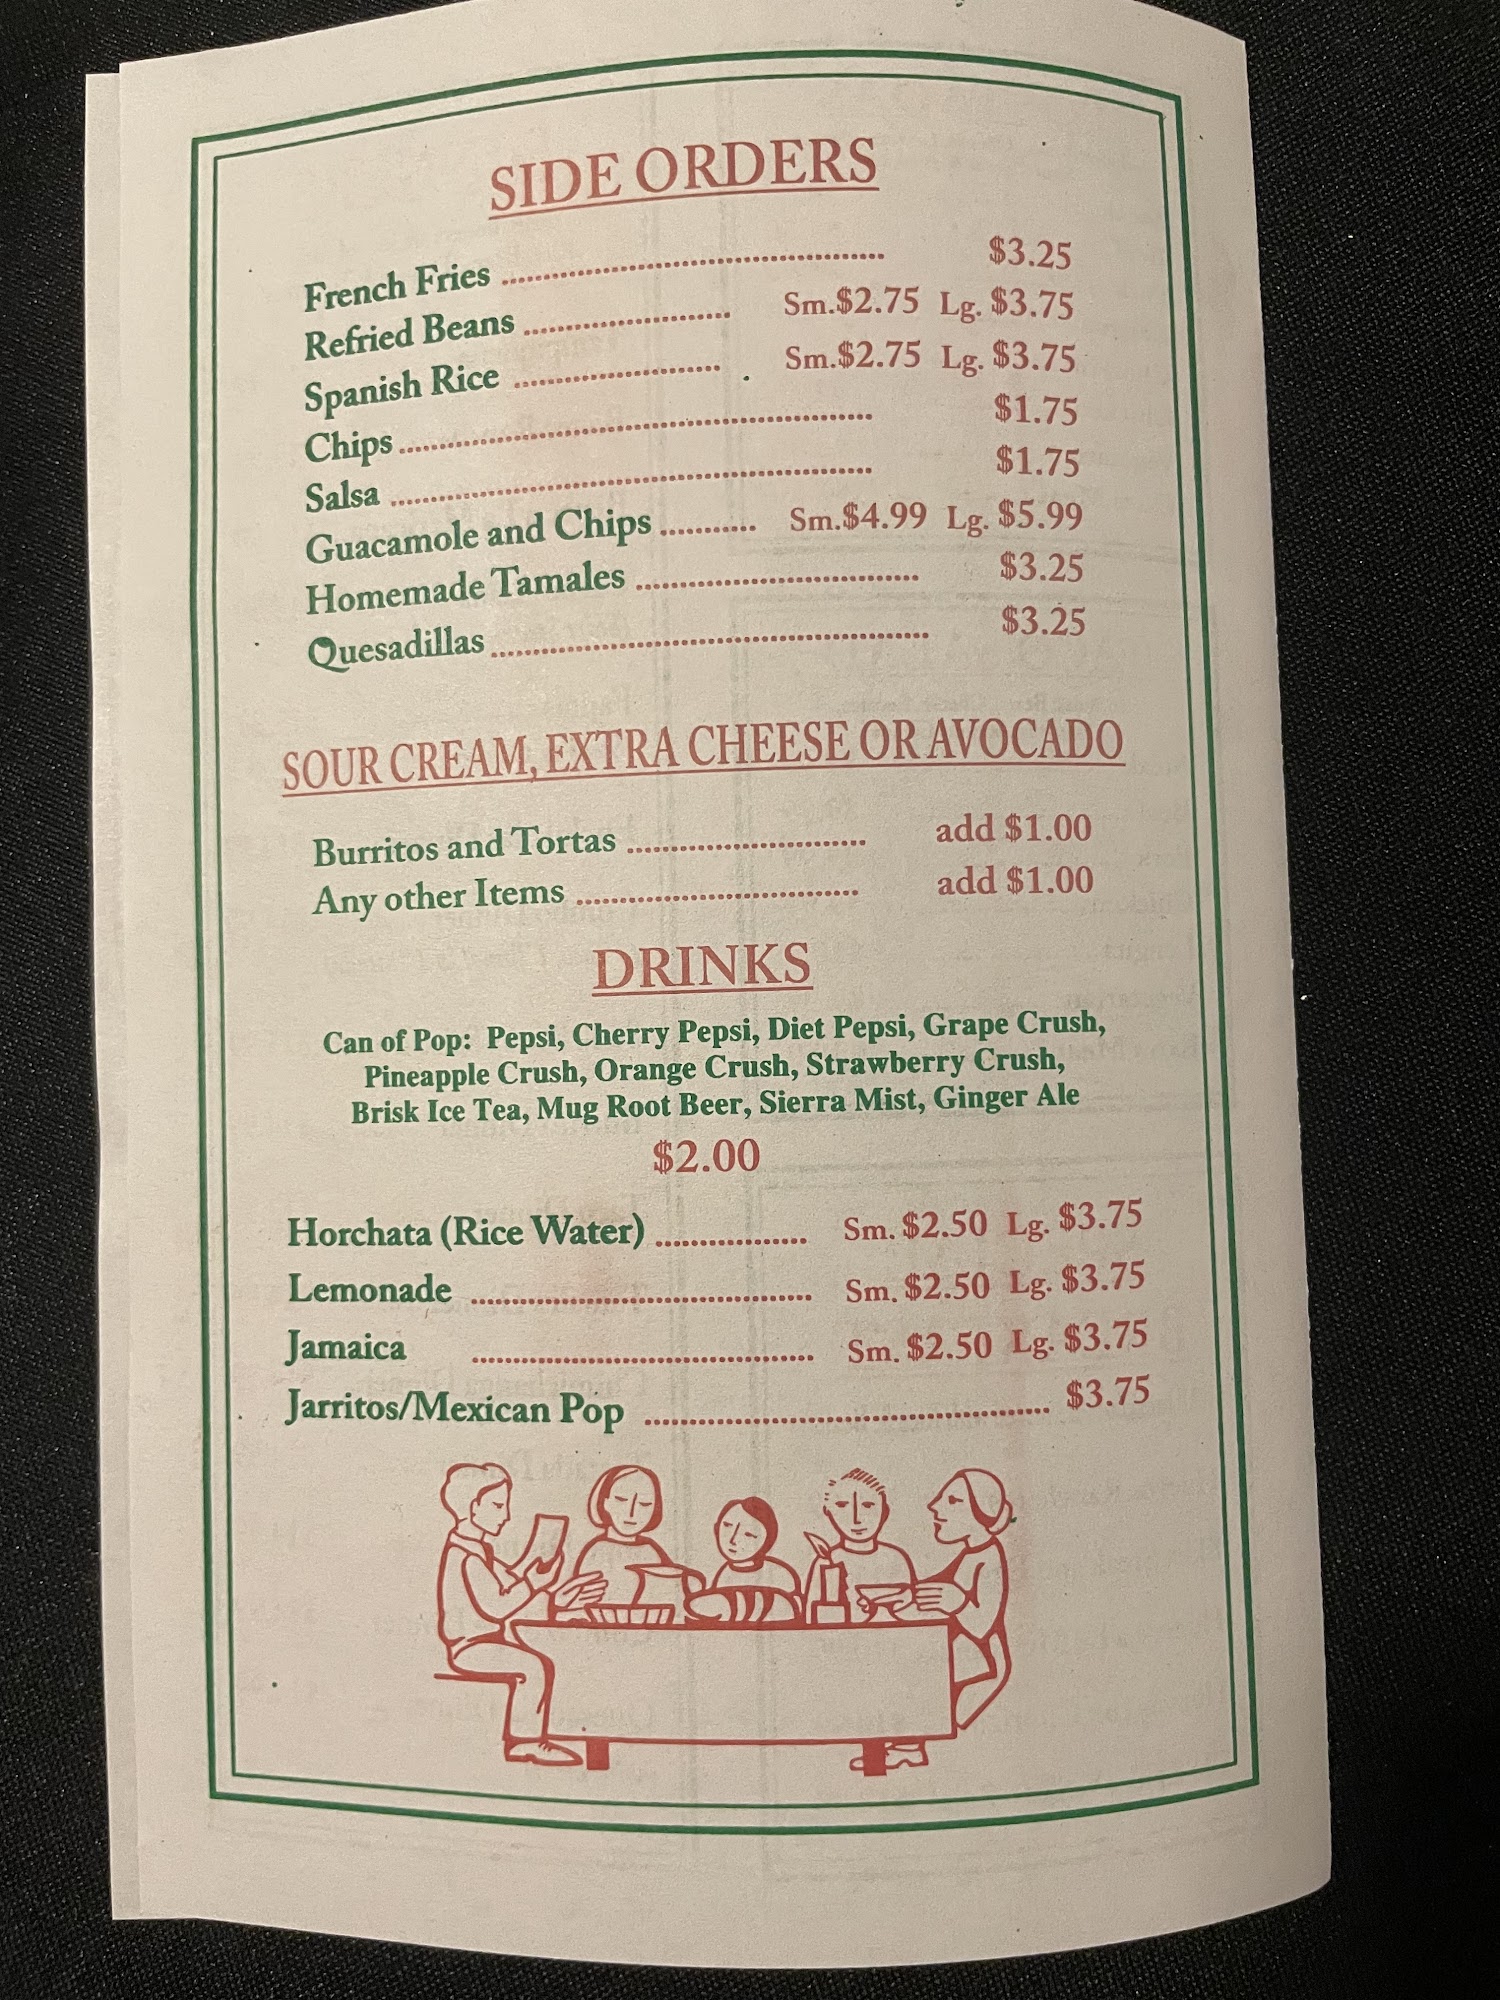 SIDE ORDERS
French Fries ........................................ $3.25
Refried Beans ........................ Sm.$2.75 Lg. $3.75
Spanish Rice ........................ Sm.$2.75 Lg. $3.75
Chips ........................................ $1.75
Salsa ........................................ $1.75
Guacamole and Chips ........... Sm.$4.99 Lg. $5.99
Homemade Tamales ................................ $3.25
Quesadillas ........................................ $3.25
SOUR CREAM, EXTRA CHEESE OR AVOCADO
Burritos and Tortas ........................... add $1.00
Any other Items ................................ add $1.00
DRINKS
Can of Pop: Pepsi, Cherry Pepsi, Diet Pepsi, Grape Crush,
Pineapple Crush, Orange Crush, Strawberry Crush,
Brisk Ice Tea, Mug Root Beer, Sierra Mist, Ginger Ale
$2.00
Horchata (Rice Water) .................. Sm. $2.50 Lg. $3.75
Lemonade ........................................ Sm. $2.50 Lg. $3.75
Jamaica ........................................ Sm. $2.50 Lg. $3.75
Jarritos/Mexican Pop ................................................ $3.75